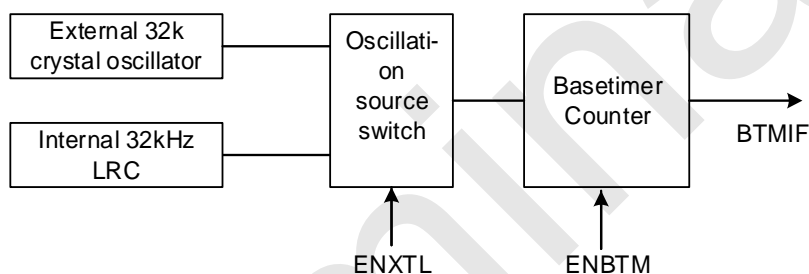 External 32k
crystal oscillator
Internal 32kHz
LRC
Oscillati-
on
source
switch
Basetimer
Counter
BTMIF
ENXTL
ENBTM